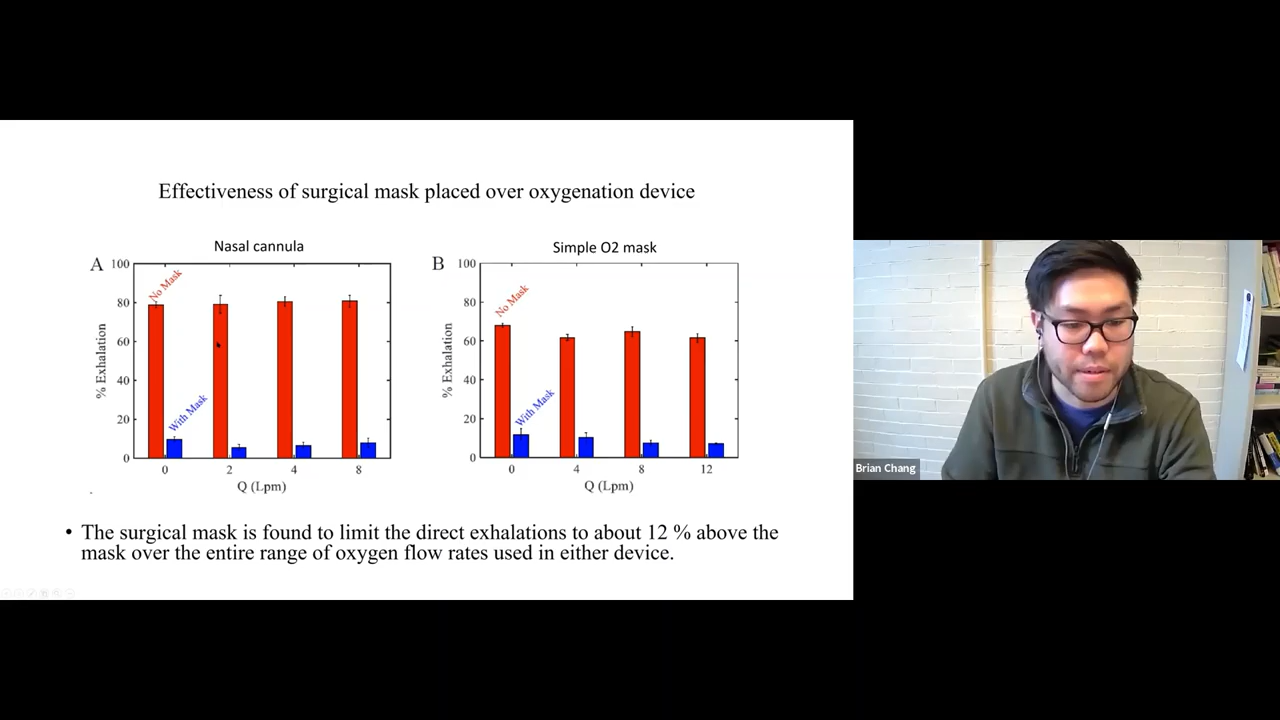 Effectiveness of surgical mask placed over oxygenation device
Nasal cannula
A
100
80
60
40
20
0
% Exhalation
No Mask
With Mask
0 2 4 8
Q (Lpm)
Simple O2 mask
B
100
80
60
40
20
0
% Exhalation
No Mask
With Mask
0 4 8 12
Q (Lpm)
• The surgical mask is found to limit the direct exhalations to about 12 % above the
mask over the entire range of oxygen flow rates used in either device.
Brian Chang